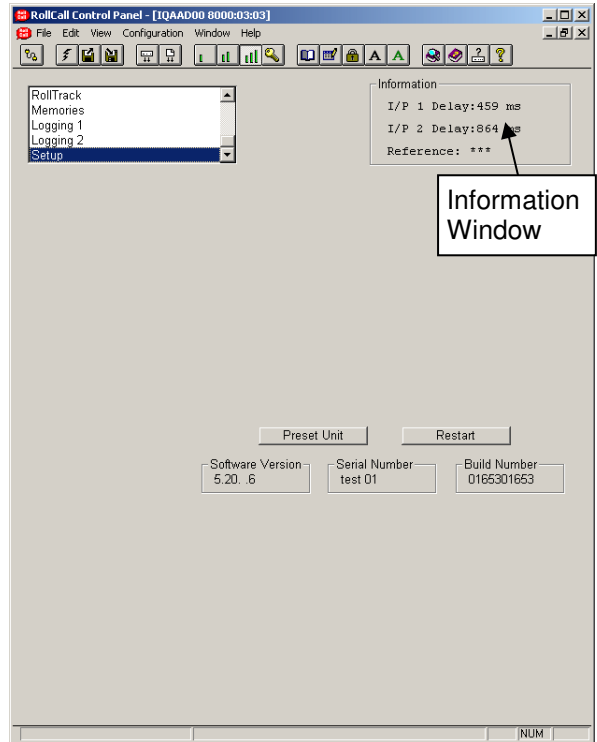 RollCall Control Panel - [IQAAD00 8000:03:03]
File Edit View Configuration Window Help
A A ?
RollTrack
Memories
Logging 1
Logging 2
Setup
Information
I/P 1 Delay:459 ms
I/P 2 Delay:864 ms
Reference: ***
Information
Window
Preset Unit Restart
Software Version Serial Number Build Number
5.20. .6 test 01 0165301653
NUM